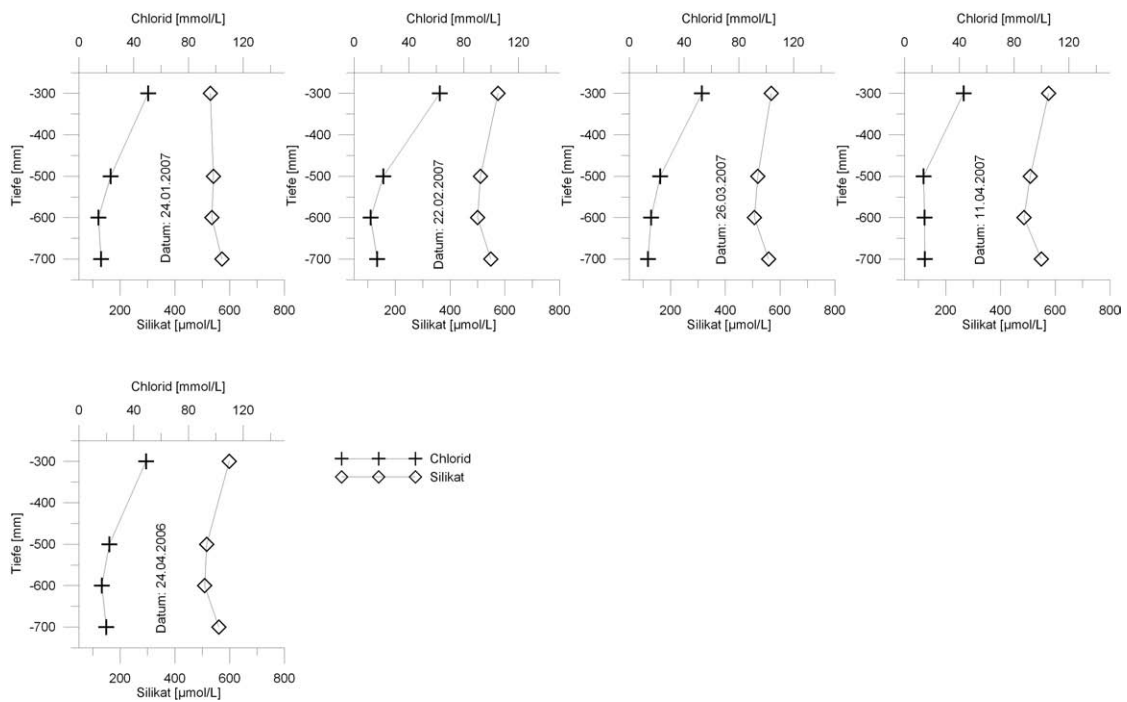 Chlorid [mmol/L]
0 40 80 120
-300
-400
-500
-600
-700
Tiefe [mm]
Datum: 24.01.2007
200 400 600 800
Silikat [µmol/L]
Chlorid [mmol/L]
0 40 80 120
-300
-400
-500
-600
-700
Tiefe [mm]
Datum: 22.02.2007
200 400 600 800
Silikat [µmol/L]
Chlorid [mmol/L]
0 40 80 120
-300
-400
-500
-600
-700
Tiefe [mm]
Datum: 26.03.2007
200 400 600 800
Silikat [µmol/L]
Chlorid [mmol/L]
0 40 80 120
-300
-400
-500
-600
-700
Tiefe [mm]
Datum: 11.04.2007
200 400 600 800
Silikat [µmol/L]
Chlorid [mmol/L]
0 40 80 120
-300
-400
-500
-600
-700
Tiefe [mm]
Datum: 24.04.2006
200 400 600 800
Silikat [µmol/L]
Chlorid
Silikat